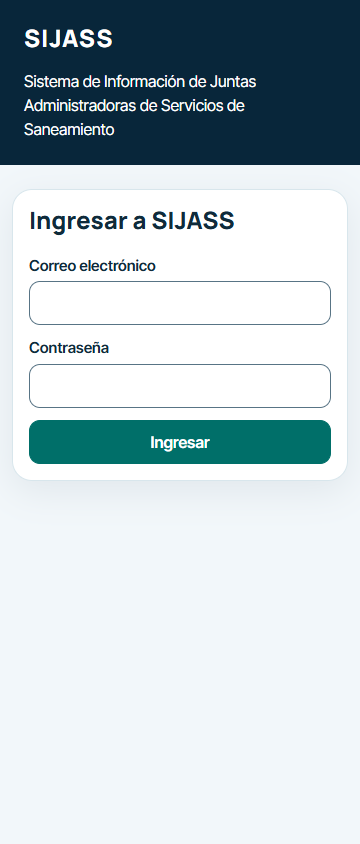 SIJASS
Sistema de Información de Juntas
Administradoras de Servicios de
Saneamiento
Ingresar a SIJASS
Correo electrónico
Contraseña
Ingresar